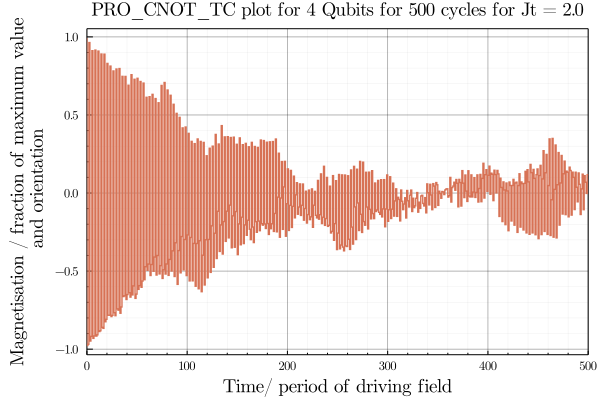 PRO_CNOT_TC plot for 4 Qubits for 500 cycles for Jt = 2.0
Magnetisation / fraction of maximum value
and orientation
1.0
0.5
0.0
−0.5
−1.0
0 100 200 300 400 500
Time/ period of driving field